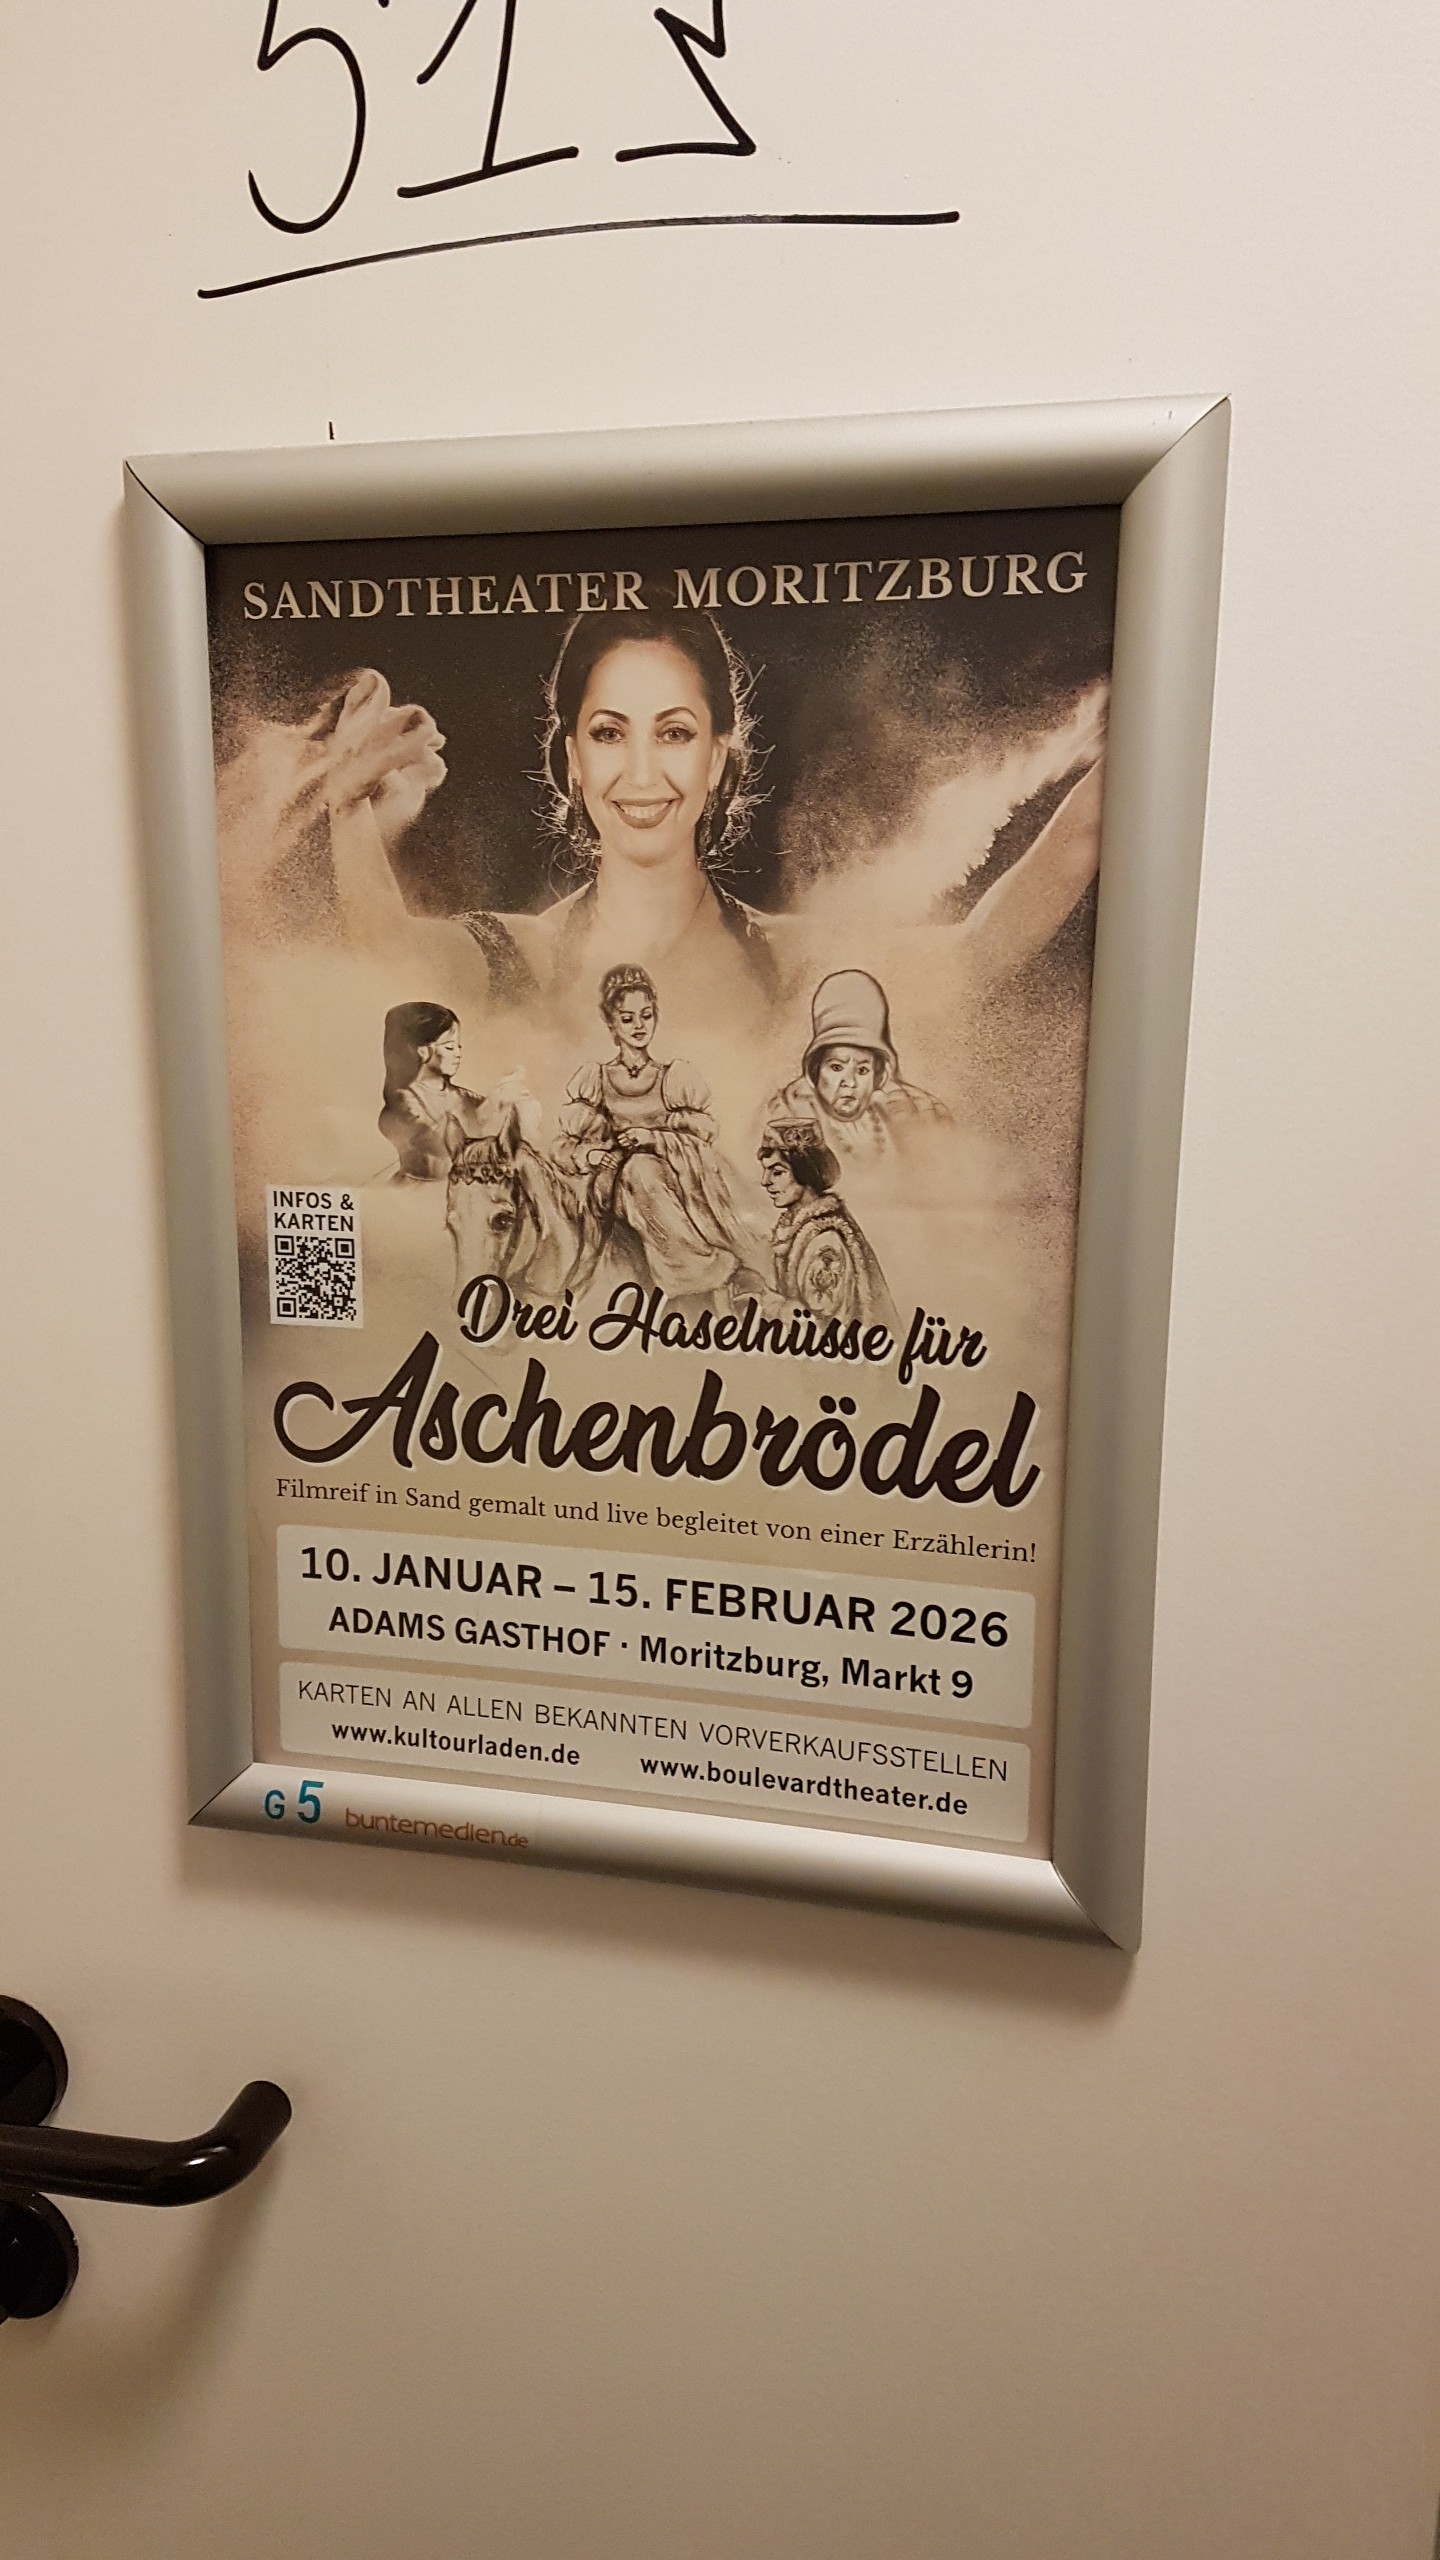 SANDTHEATER MORITZBURG
INFOS &
KARTEN
Drei Haselnüsse für
Aschenbrödel
Filmreif in Sand gemalt und live begleitet von einer Erzählerin!
10. JANUAR – 15. FEBRUAR 2026
ADAMS GASTHOF · Moritzburg, Markt 9
KARTEN AN ALLEN BEKANNTEN VORVERKAUFSSTELLEN
www.kultourladen.de www.boulevardtheater.de
G 5 buntemedien.de